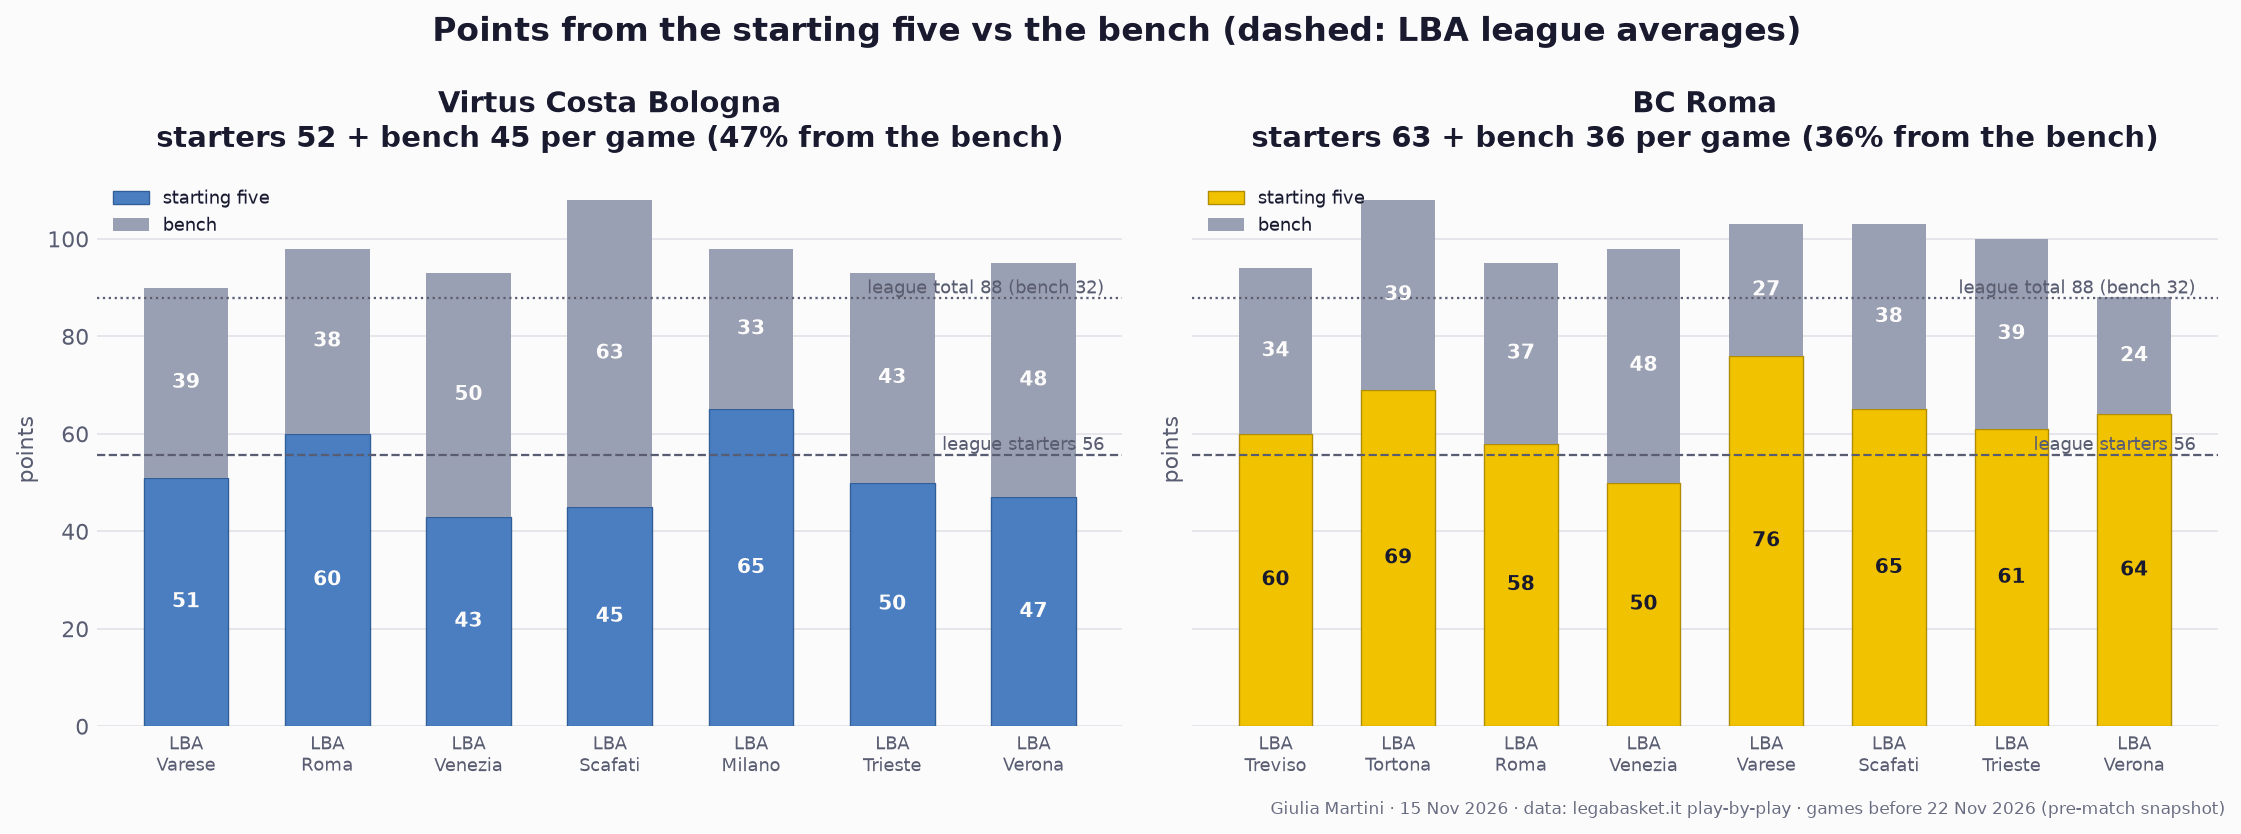 Points from the starting five vs the bench (dashed: LBA league averages)
Virtus Costa Bologna
starters 52 + bench 45 per game (47% from the bench)
starting five
bench
points
100
80
60
40
20
0
league total 88 (bench 32)
league starters 56
39
38
50
63
33
43
48
51
60
43
45
65
50
47
LBA
Varese
LBA
Roma
LBA
Venezia
LBA
Scafati
LBA
Milano
LBA
Trieste
LBA
Verona
BC Roma
starters 63 + bench 36 per game (36% from the bench)
starting five
bench
points
league total 88 (bench 32)
league starters 56
34
39
37
48
27
38
39
24
60
69
58
50
76
65
61
64
LBA
Treviso
LBA
Tortona
LBA
Roma
LBA
Venezia
LBA
Varese
LBA
Scafati
LBA
Trieste
LBA
Verona
Giulia Martini · 15 Nov 2026 · data: legabasket.it play-by-play · games before 22 Nov 2026 (pre-match snapshot)